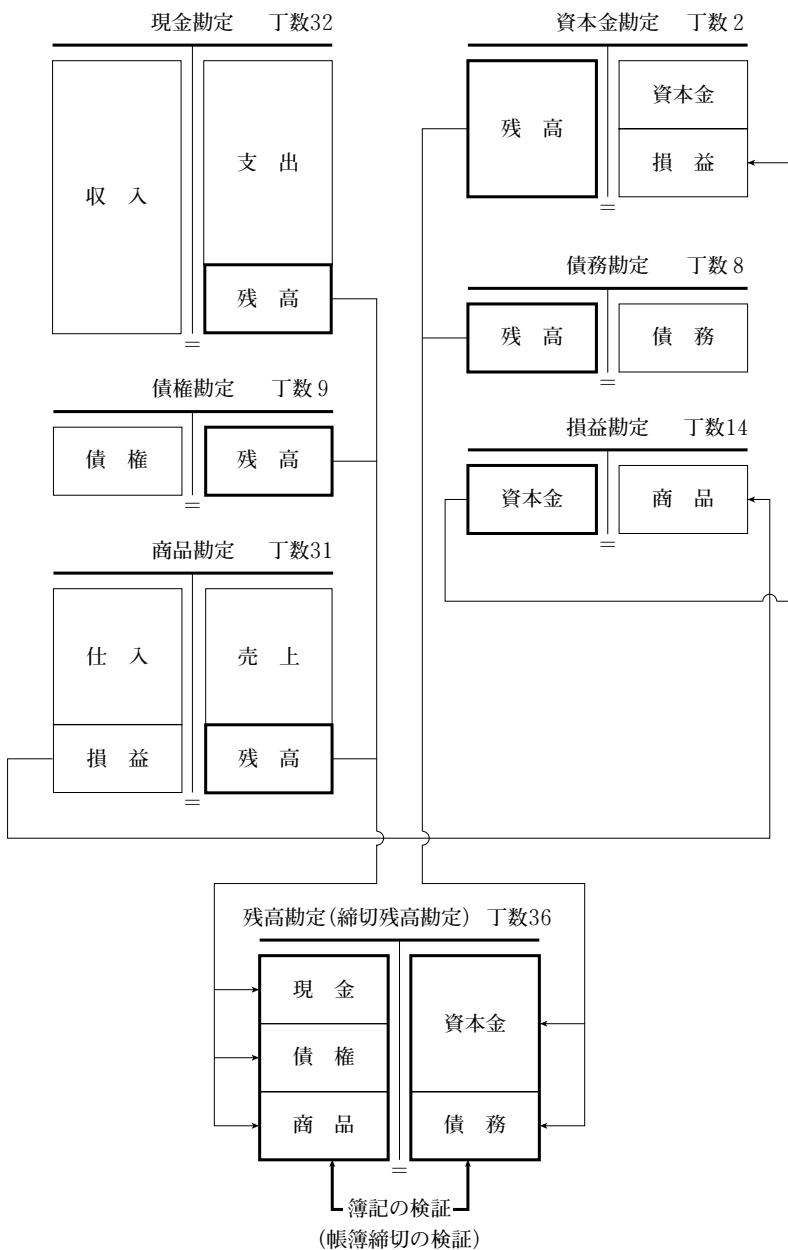 現金勘定 丁数32
収 入
支 出
残 高
=
債権勘定 丁数9
債 権
残 高
=
商品勘定 丁数31
仕 入
売 上
損 益
残 高
=
資本金勘定 丁数2
残 高
資本金
損 益
=
債務勘定 丁数8
残 高
債 務
=
損益勘定 丁数14
資本金
商 品
=
残高勘定(締切残高勘定) 丁数36
現 金
債 権
商 品
資本金
債 務
=
簿記の検証
(帳簿締切の検証)